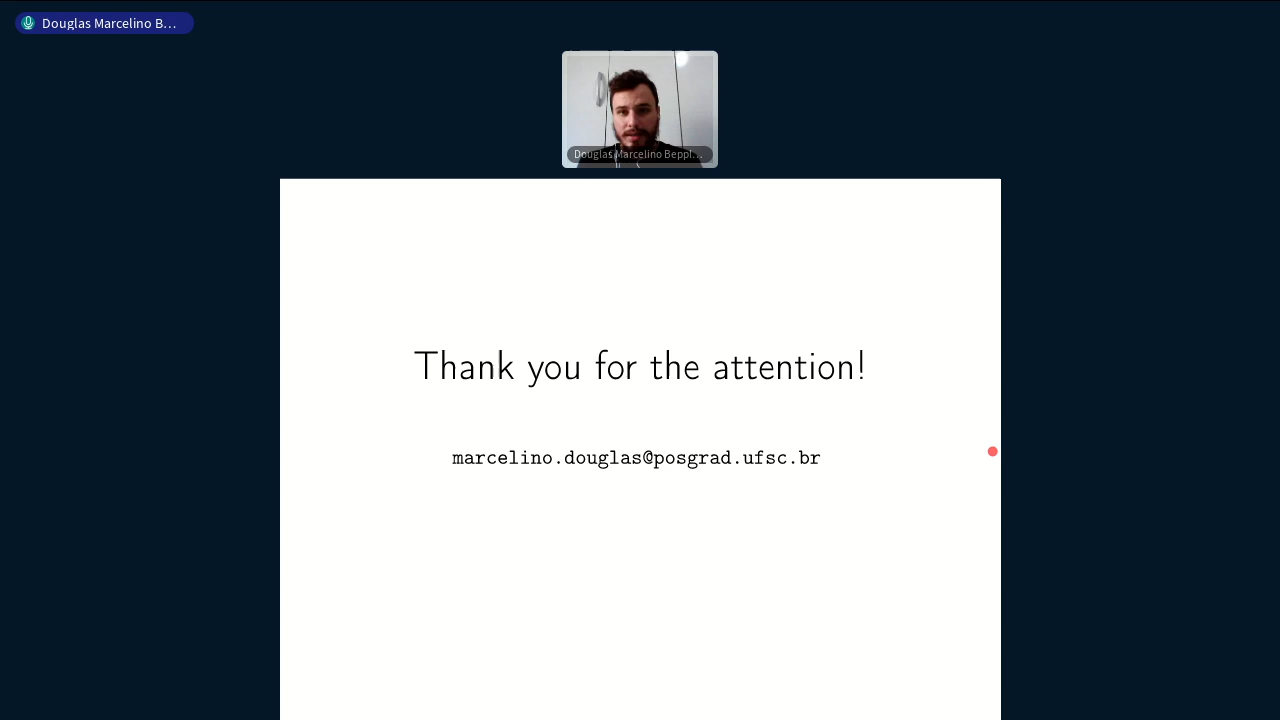 Douglas Marcelino B...
Douglas Marcelino Beppl...
Thank you for the attention!
marcelino.douglas@posgrad.ufsc.br